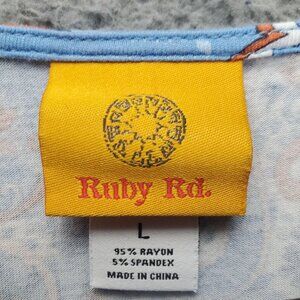 Ruby Rd.
L
95% RAYON
5% SPANDEX
MADE IN CHINA